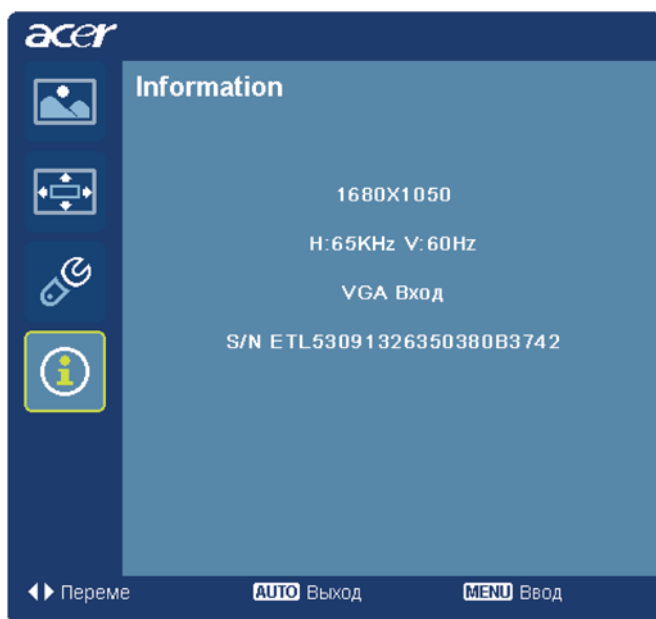 acer
Information
1680X1050
H:65KHz V:60Hz
VGA Вход
S/N ETL53091326350380B3742
Переме AUTO Выход MENU Ввод